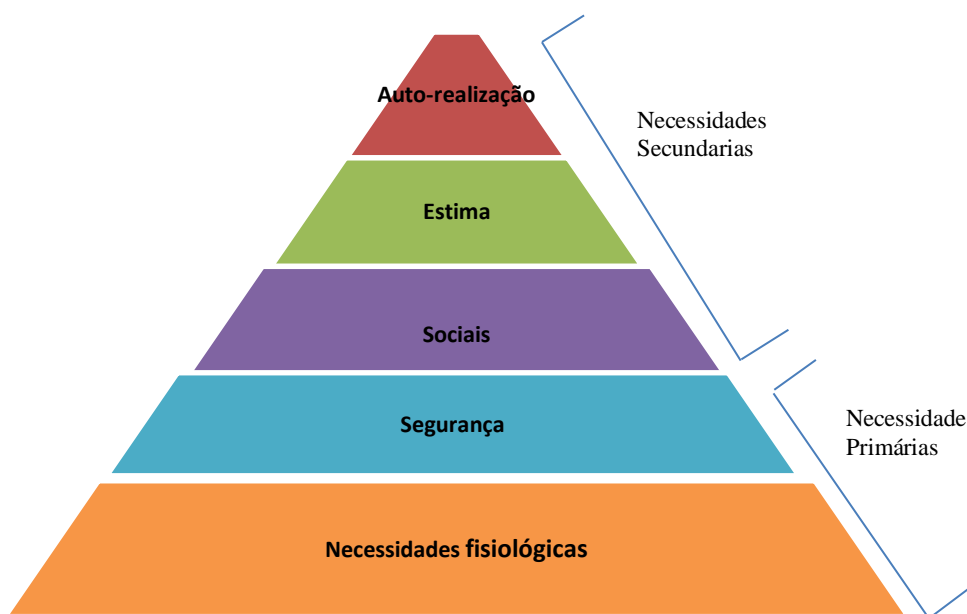 Auto-realização
Necessidades
Secundarias
Estima
Sociais
Necessidade
Primárias
Segurança
Necessidades fisiológicas